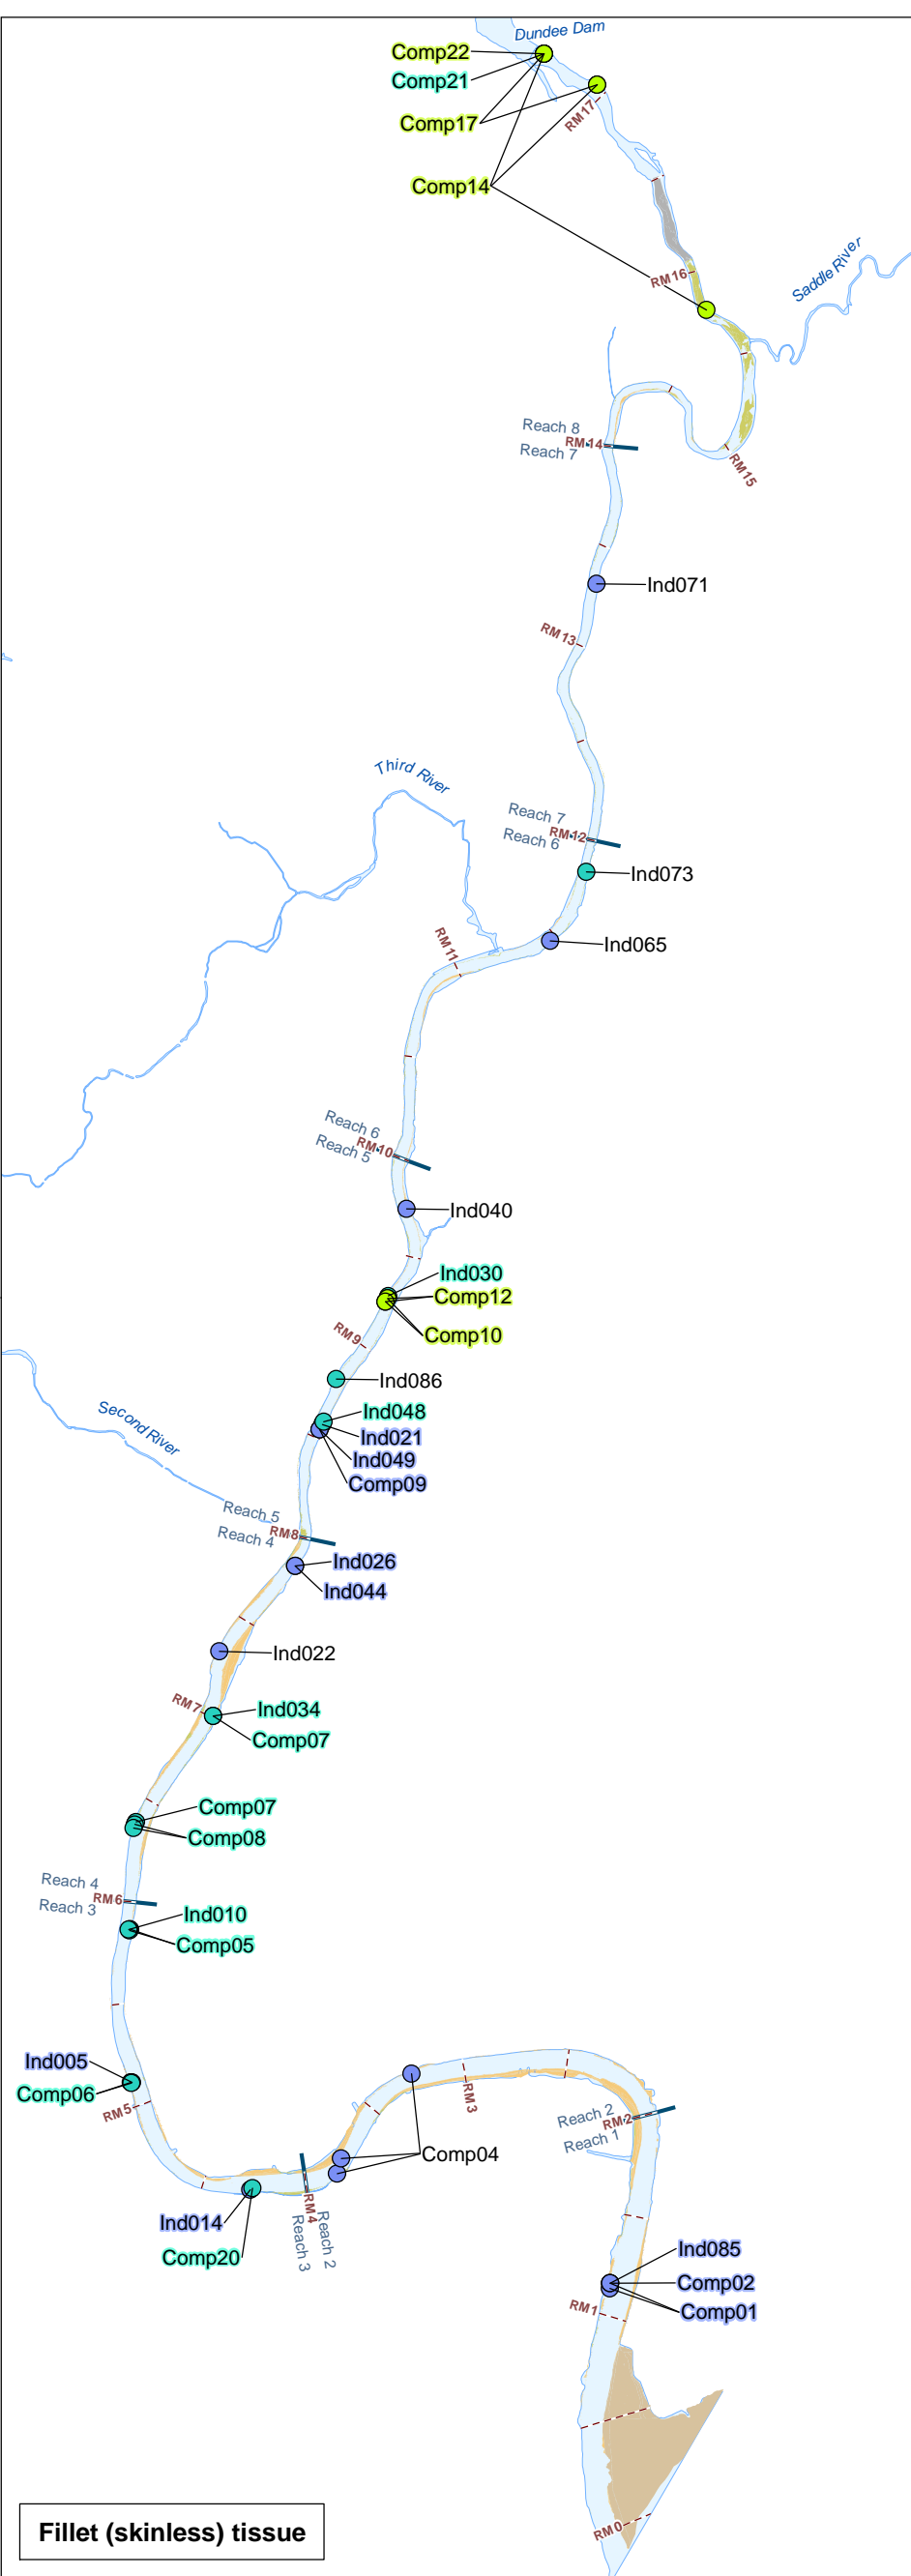 Dundee Dam
Comp22
Comp21
RM17
Comp17
Comp14
Saddle River
RM16
Reach 8
RM14
Reach 7
RM15
Ind071
RM13
Third River
Reach 7
RM12
Reach 6
Ind073
RM11
Ind065
Reach 6
RM10
Reach 5
Ind040
Ind030
Comp12
Comp10
RM9
Ind086
Second River
Ind048
Ind021
Ind049
Comp09
Reach 5
RM8
Reach 4
Ind026
Ind044
Ind022
RM7
Ind034
Comp07
Comp07
Comp08
Reach 4
RM6
Reach 3
Ind010
Comp05
Ind005
Comp06
RM5
RM3
Reach 2
RM2
Reach 1
Comp04
RM4
Reach 2
Reach 3
Ind014
Comp20
Ind085
Comp02
Comp01
RM1
RM0
Fillet (skinless) tissue